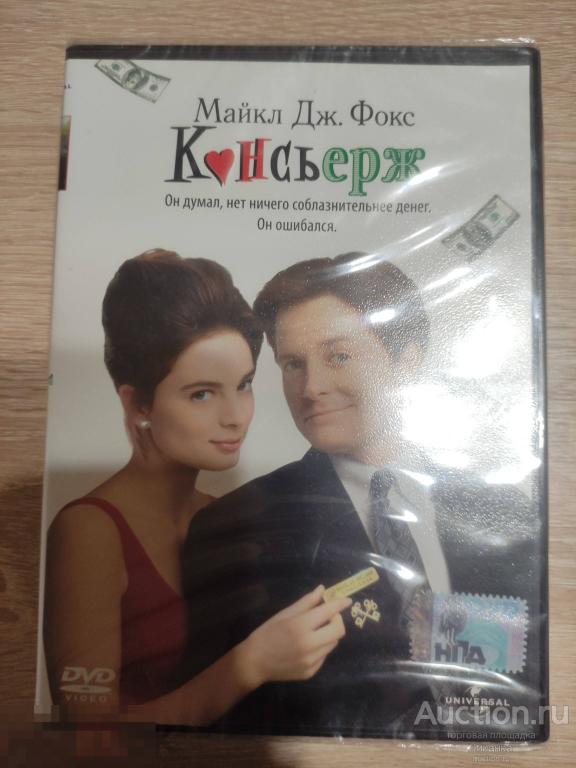 Майкл Дж. Фокс
Консьерж
Он думал, нет ничего соблазнительнее денег.
Он ошибался.
НПД
DVD
VIDEO
UNIVERSAL
Auction.ru
торговая площадка